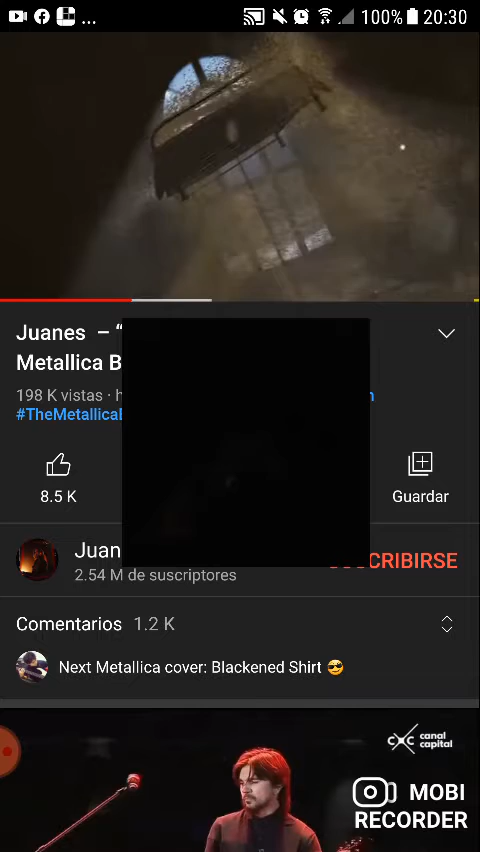 100% 20:30
Juanes – “
Metallica B
198 K vistas · h
#TheMetallica
8.5 K
Guardar
Juan
SUSCRIBIRSE
2.54 M de suscriptores
Comentarios 1.2 K
Next Metallica cover: Blackened Shirt 😎
canal
capital
MOBI
RECORDER